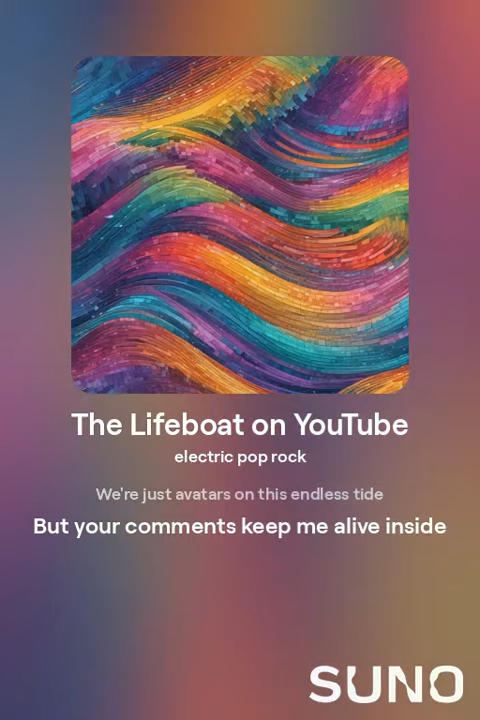 The Lifeboat on YouTube
electric pop rock
We're just avatars on this endless tide
But your comments keep me alive inside
SUNO